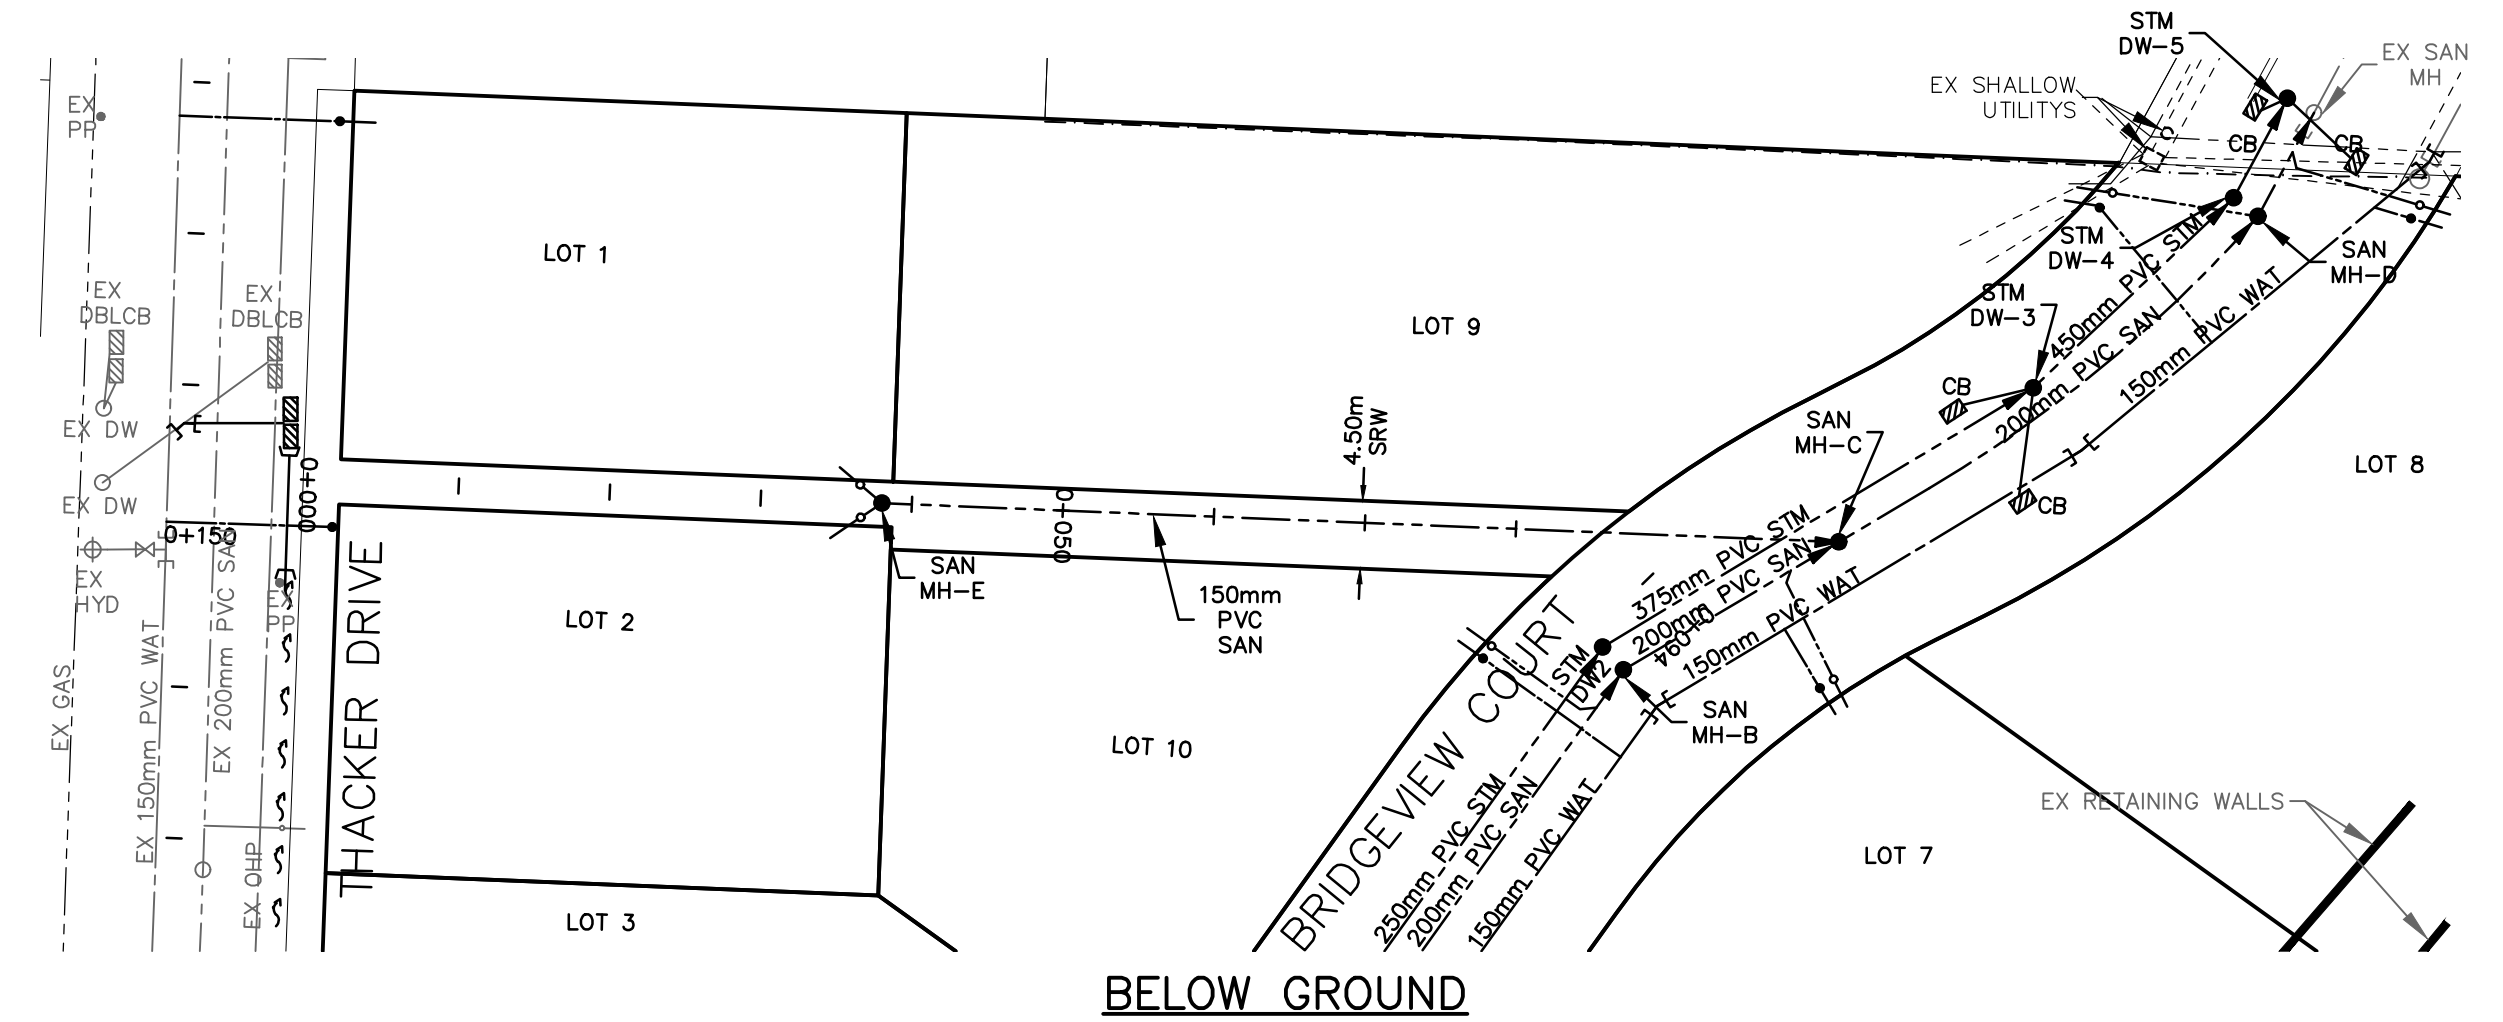 STM
DW-5
EX SAN
MH
EX SHALLOW
UTILITYS
EX
PP
CB
CB
LOT 1
STM
DW-4
SAN
MH-D
EX
DBLCB
EX
DBLCB
STM
DW-3
LOT 9
450mm PVC STM
200mm PVC SAN
150mm PVC WAT
CB
4.50m
SRW
SAN
MH-C
EX DW
LOT 8
EX DW
0+000
0+050
CB
0+150
EX
HYD
EX
PP
SAN
MH-E
150mm
PVC
SAN
375mm PVC STM
200mm PVC SAN
150mm PVC WAT
LOT 2
STM
DW2
SAN
MH-B
EX GAS
EX 150mm PVC WAT
EX 200mm PVC SAN
EX OHP
THACKER DRIVE
LOT 10
BRIDGEVIEW COURT
250mm PVC STM
200mm PVC SAN
150mm PVC WAT
EX RETAINING WALLS
LOT 7
LOT 3
BELOW GROUND